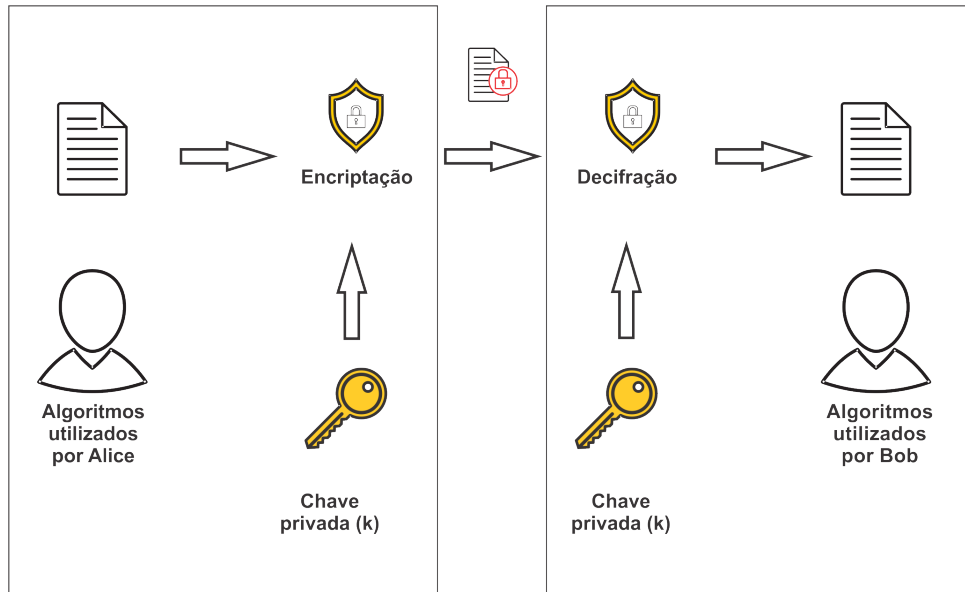 Encriptação
Decifração
Algoritmos
utilizados
por Alice
Algoritmos
utilizados
por Bob
Chave
privada (k)
Chave
privada (k)